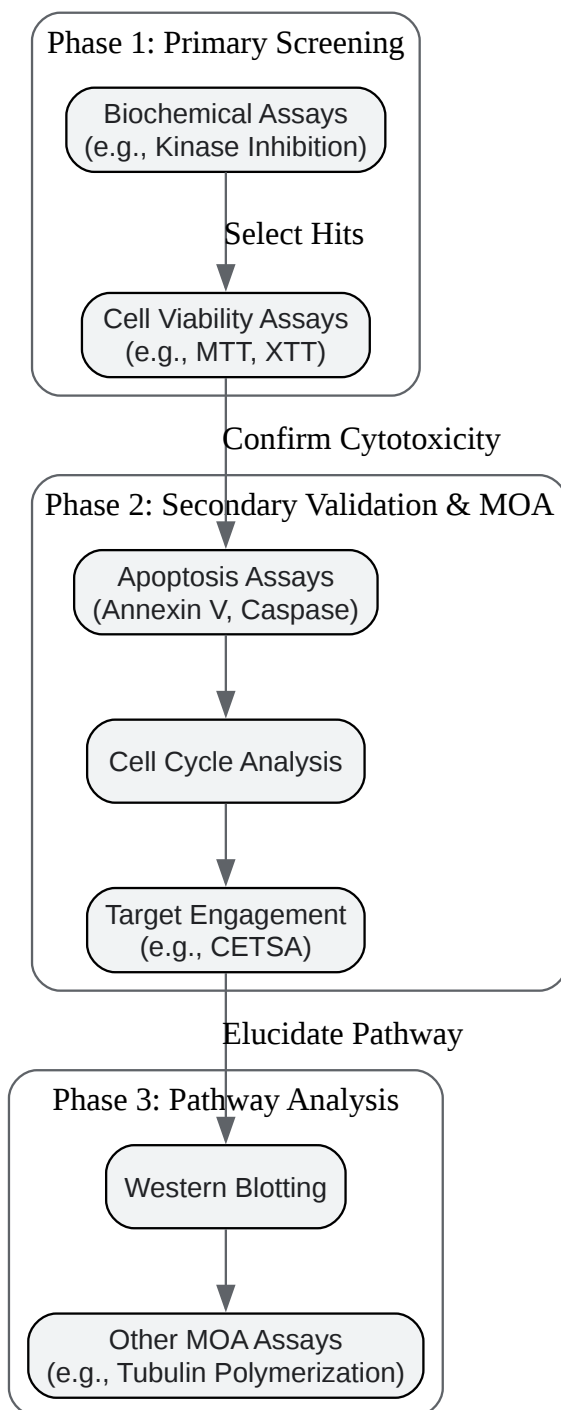 Phase 1: Primary Screening
Biochemical Assays
(e.g., Kinase Inhibition)
Select Hits
Cell Viability Assays
(e.g., MTT, XTT)
Confirm Cytotoxicity
Phase 2: Secondary Validation & MOA
Apoptosis Assays
(Annexin V, Caspase)
Cell Cycle Analysis
Target Engagement
(e.g., CETSA)
Elucidate Pathway
Phase 3: Pathway Analysis
Western Blotting
Other MOA Assays
(e.g., Tubulin Polymerization)